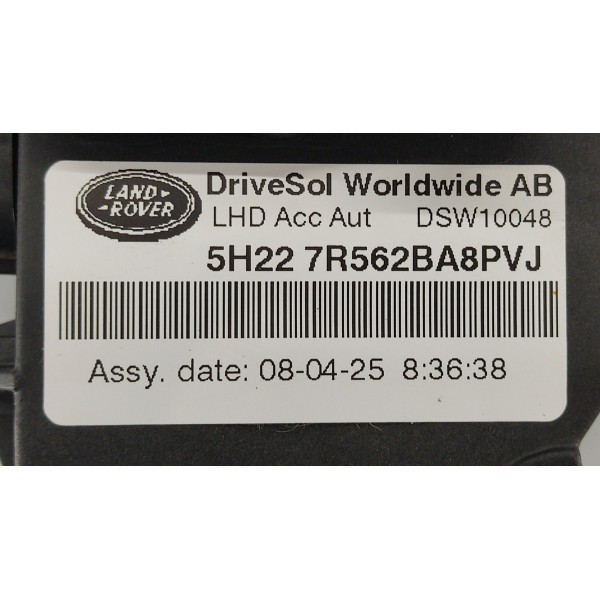 LAND-
-ROVER
DriveSol Worldwide AB
LHD Acc Aut DSW10048
5H22 7R562BA8PVJ
Assy. date: 08-04-25 8:36:38